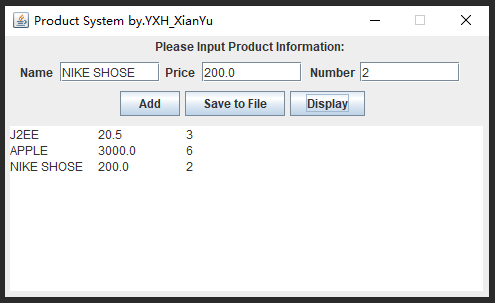 Product System by.YXH_XianYu
Please Input Product Information:
Name NIKE SHOSE Price 200.0 Number 2
Add Save to File Display
J2EE 20.5 3
APPLE 3000.0 6
NIKE SHOSE 200.0 2